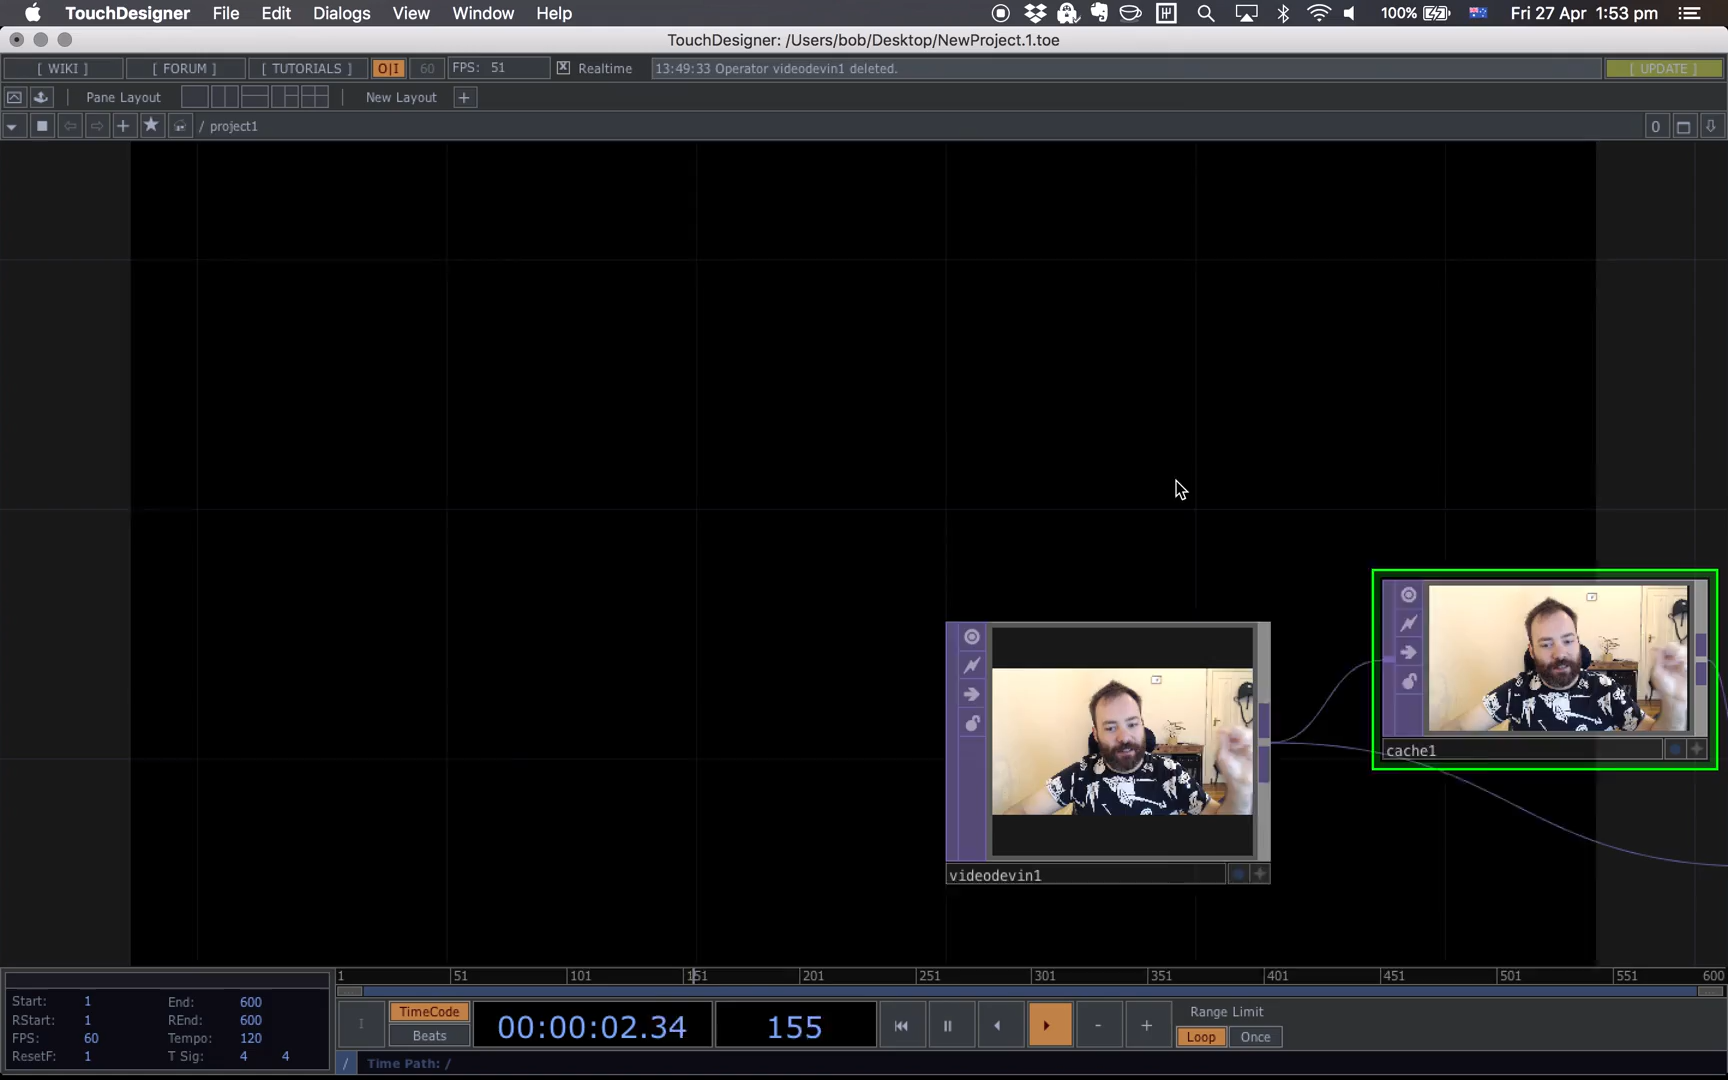 TouchDesigner File Edit Dialogs View Window Help 100% Fri 27 Apr 1:53 pm
TouchDesigner: /Users/bob/Desktop/NewProject.1.toe
[ WIKI ] [ FORUM ] [ TUTORIALS ] O|I 60 FPS: 51 Realtime 13:49:33 Operator videodevin1 deleted. [ UPDATE ]
Pane Layout New Layout +
/ project1 0
cache1
videodevin1
1 51 101 151 201 251 301 351 401 451 501 551 600
Start: 1 End: 600
RStart: 1 REnd: 600
FPS: 60 Tempo: 120
ResetF: 1 T Sig: 4 4
TimeCode
Beats
00:00:02.34 155
- +
Range Limit
Loop Once
/ Time Path: /